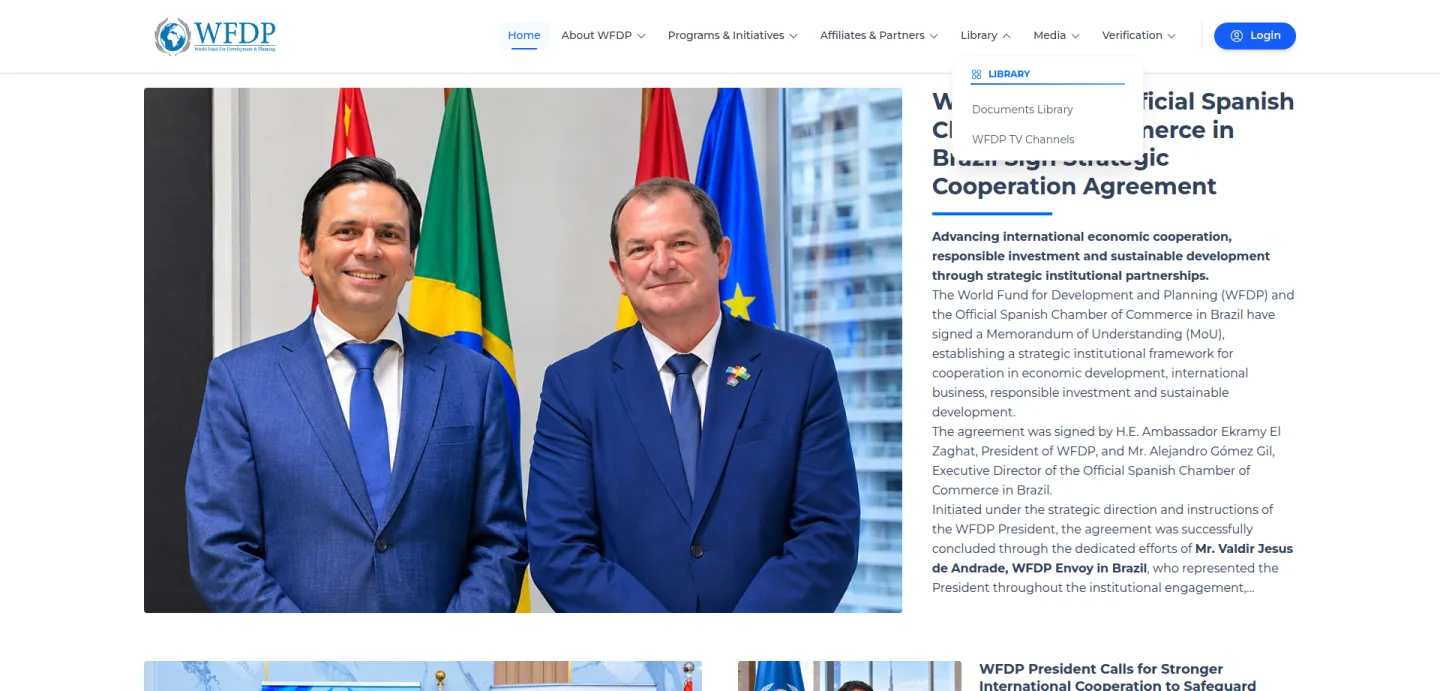 WFDP
World Fund For Development & Planning
Home
About WFDP
Programs & Initiatives
Affiliates & Partners
Library
Media
Verification
Login
LIBRARY
Documents Library
WFDP TV Channels
W ficial Spanish
C merce in
Brazil Sign Strategic
Cooperation Agreement
Advancing international economic cooperation,
responsible investment and sustainable development
through strategic institutional partnerships.
The World Fund for Development and Planning (WFDP) and
the Official Spanish Chamber of Commerce in Brazil have
signed a Memorandum of Understanding (MoU),
establishing a strategic institutional framework for
cooperation in economic development, international
business, responsible investment and sustainable
development.
The agreement was signed by H.E. Ambassador Ekramy El
Zaghat, President of WFDP, and Mr. Alejandro Gómez Gil,
Executive Director of the Official Spanish Chamber of
Commerce in Brazil.
Initiated under the strategic direction and instructions of
the WFDP President, the agreement was successfully
concluded through the dedicated efforts of Mr. Valdir Jesus
de Andrade, WFDP Envoy in Brazil, who represented the
President throughout the institutional engagement,...
WFDP President Calls for Stronger
International Cooperation to Safeguard